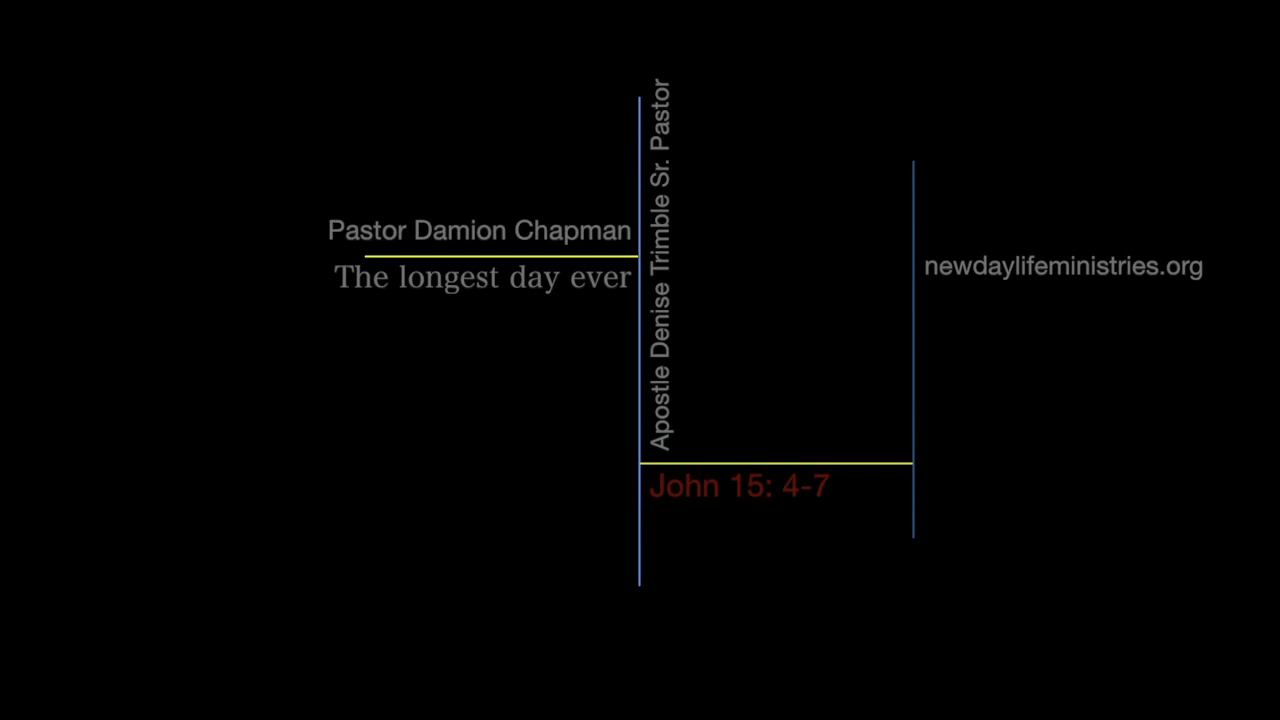 Pastor Damion Chapman
The longest day ever
Apostle Denise Trimble Sr. Pastor
newdaylifeministries.org
John 15: 4-7